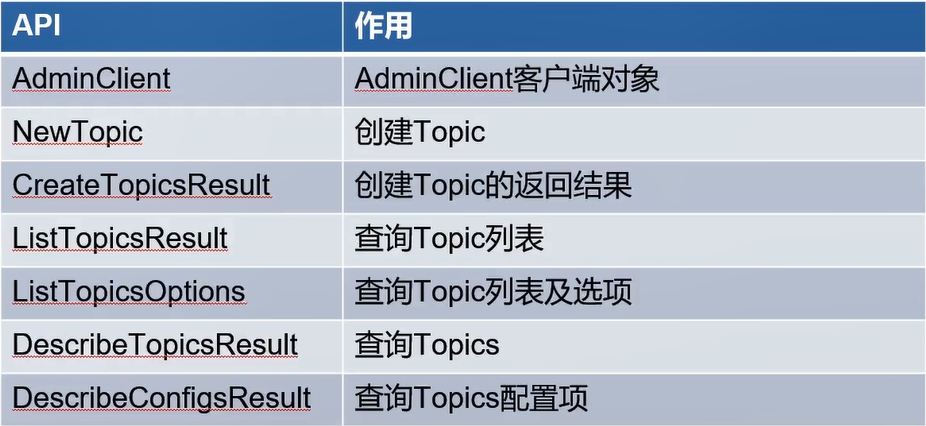 API 作用
AdminClient AdminClient客户端对象
NewTopic 创建Topic
CreateTopicsResult 创建Topic的返回结果
ListTopicsResult 查询Topic列表
ListTopicsOptions 查询Topic列表及选项
DescribeTopicsResult 查询Topics
DescribeConfigsResult 查询Topics配置项